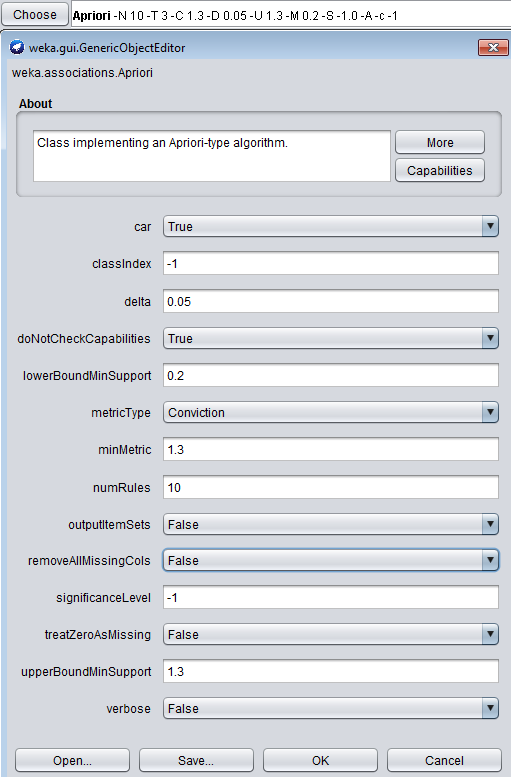 Choose Apriori -N 10 -T 3 -C 1.3 -D 0.05 -U 1.3 -M 0.2 -S -1.0 -A -c -1
weka.gui.GenericObjectEditor
weka.associations.Apriori
About
Class implementing an Apriori-type algorithm.
More
Capabilities
car True
classIndex -1
delta 0.05
doNotCheckCapabilities True
lowerBoundMinSupport 0.2
metricType Conviction
minMetric 1.3
numRules 10
outputItemSets False
removeAllMissingCols False
significanceLevel -1
treatZeroAsMissing False
upperBoundMinSupport 1.3
verbose False
Open... Save... OK Cancel